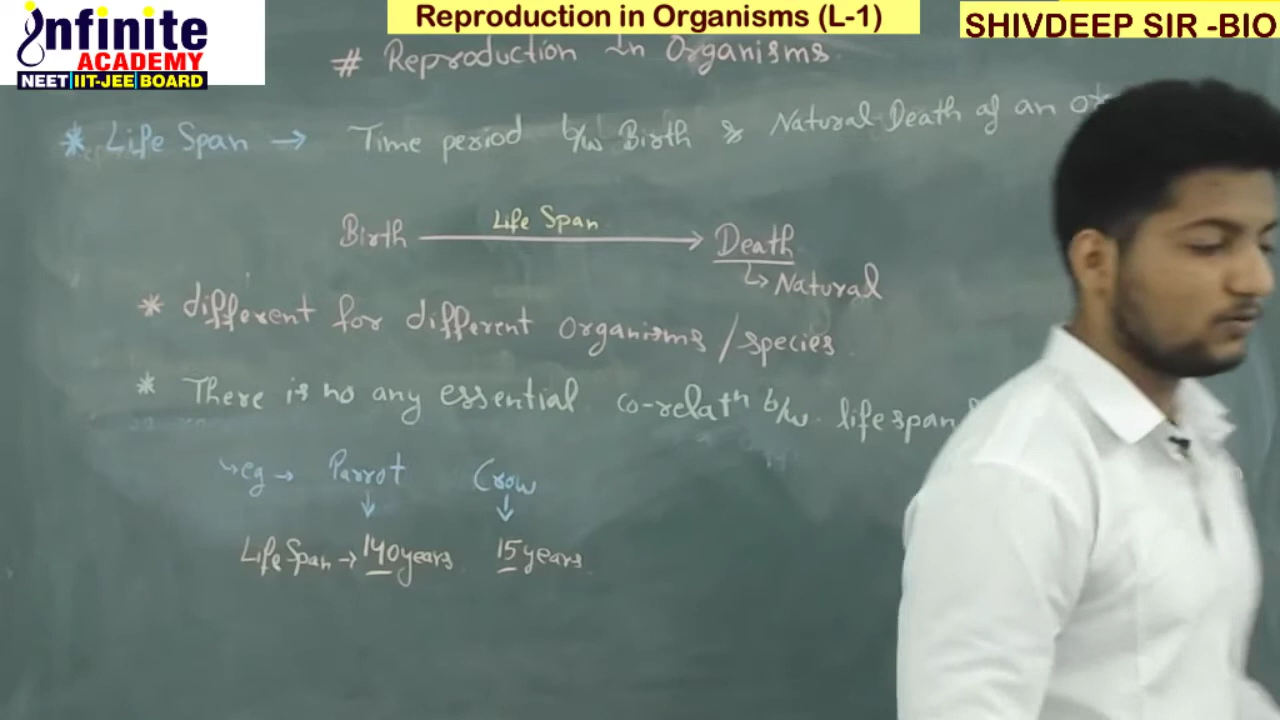 infinite
ACADEMY
NEET IIT-JEE BOARD
Reproduction in Organisms (L-1)
SHIVDEEP SIR -BIO
# Reproduction in Organisms.
* Life Span → Time period b/w Birth & Natural Death of an
Life Span
Birth → Death
↳ Natural
* different for different organisms / species.
* There is no any essential co-relatn b/w. life span
↳ eg → Parrot Crow
↓ ↓
Life Span → 140 years. 15 years.